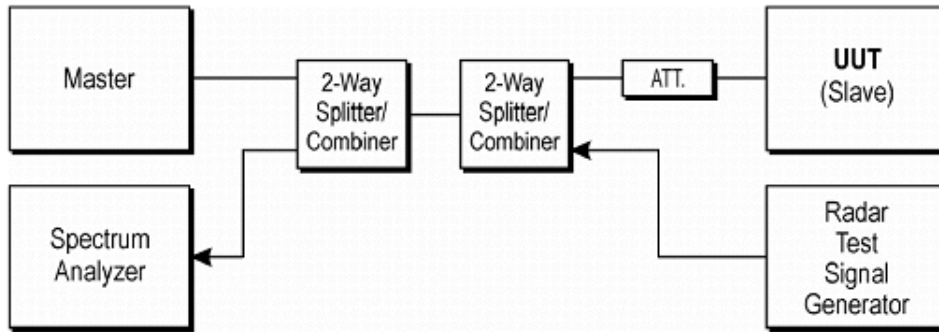 Master
2-Way
Splitter/
Combiner
2-Way
Splitter/
Combiner
ATT.
UUT
(Slave)
Spectrum
Analyzer
Radar
Test
Signal
Generator